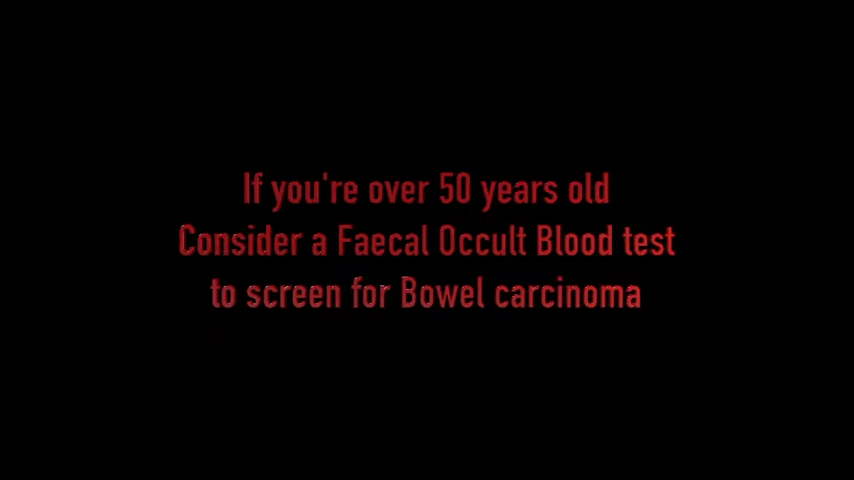 If you're over 50 years old
Consider a Faecal Occult Blood test
to screen for Bowel carcinoma